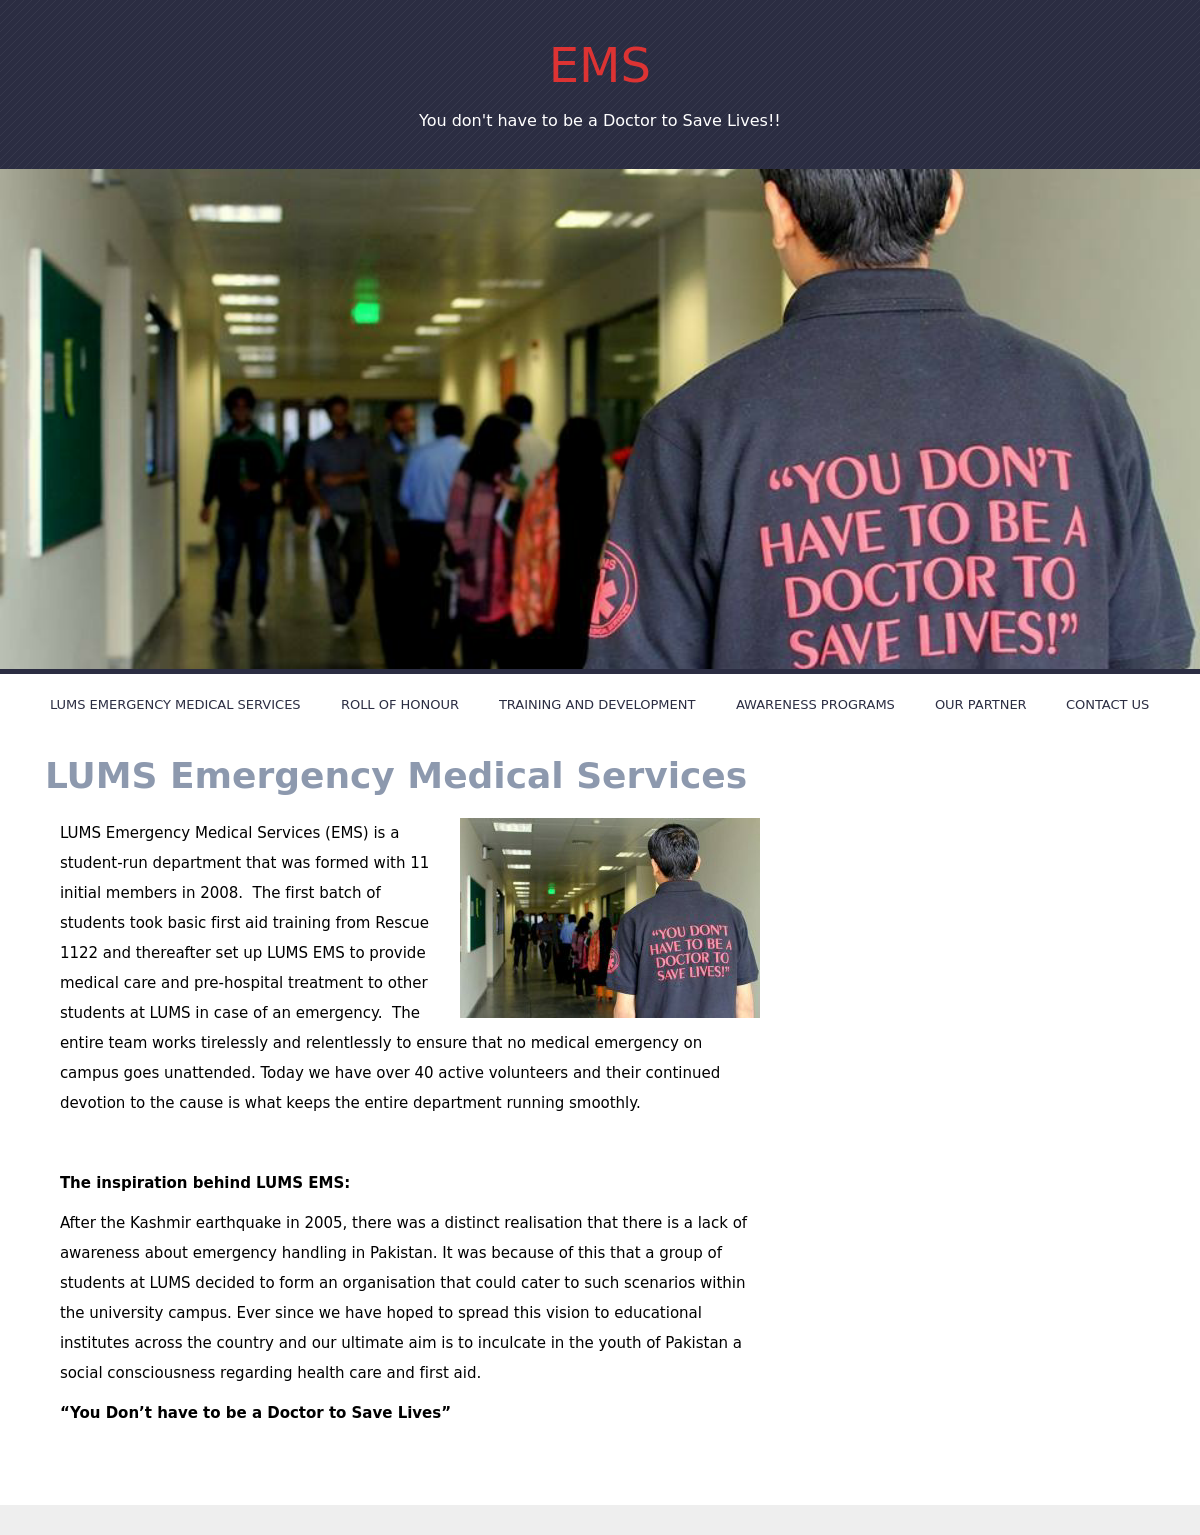 EMS
You don't have to be a Doctor to Save Lives!!
“YOU DON’T
HAVE TO BE A
DOCTOR TO
SAVE LIVES!”
LUMS EMERGENCY MEDICAL SERVICES
ROLL OF HONOUR
TRAINING AND DEVELOPMENT
AWARENESS PROGRAMS
OUR PARTNER
CONTACT US
LUMS Emergency Medical Services
LUMS Emergency Medical Services (EMS) is a
student-run department that was formed with 11
initial members in 2008.  The first batch of
students took basic first aid training from Rescue
1122 and thereafter set up LUMS EMS to provide
medical care and pre-hospital treatment to other
students at LUMS in case of an emergency.  The
“YOU DON’T
HAVE TO BE A
DOCTOR TO
SAVE LIVES!”
entire team works tirelessly and relentlessly to ensure that no medical emergency on
campus goes unattended. Today we have over 40 active volunteers and their continued
devotion to the cause is what keeps the entire department running smoothly.
The inspiration behind LUMS EMS:
After the Kashmir earthquake in 2005, there was a distinct realisation that there is a lack of
awareness about emergency handling in Pakistan. It was because of this that a group of
students at LUMS decided to form an organisation that could cater to such scenarios within
the university campus. Ever since we have hoped to spread this vision to educational
institutes across the country and our ultimate aim is to inculcate in the youth of Pakistan a
social consciousness regarding health care and first aid.
“You Don’t have to be a Doctor to Save Lives”